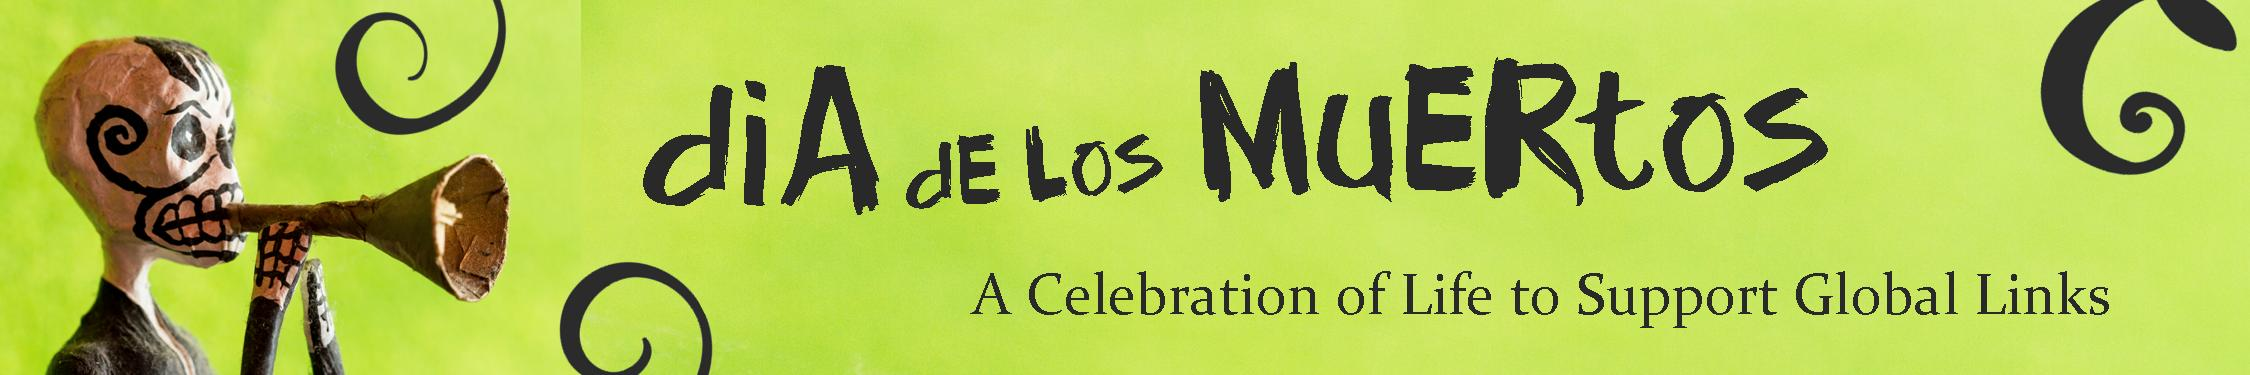 diA dE Los MuERtos
A Celebration of Life to Support Global Links